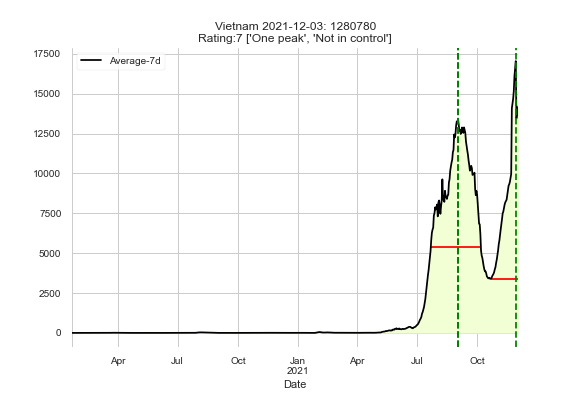 Vietnam 2021-12-03: 1280780
Rating:7 ['One peak', 'Not in control']
Average-7d
17500
15000
12500
10000
7500
5000
2500
0
Apr Jul Oct Jan Apr Jul Oct
2021
Date